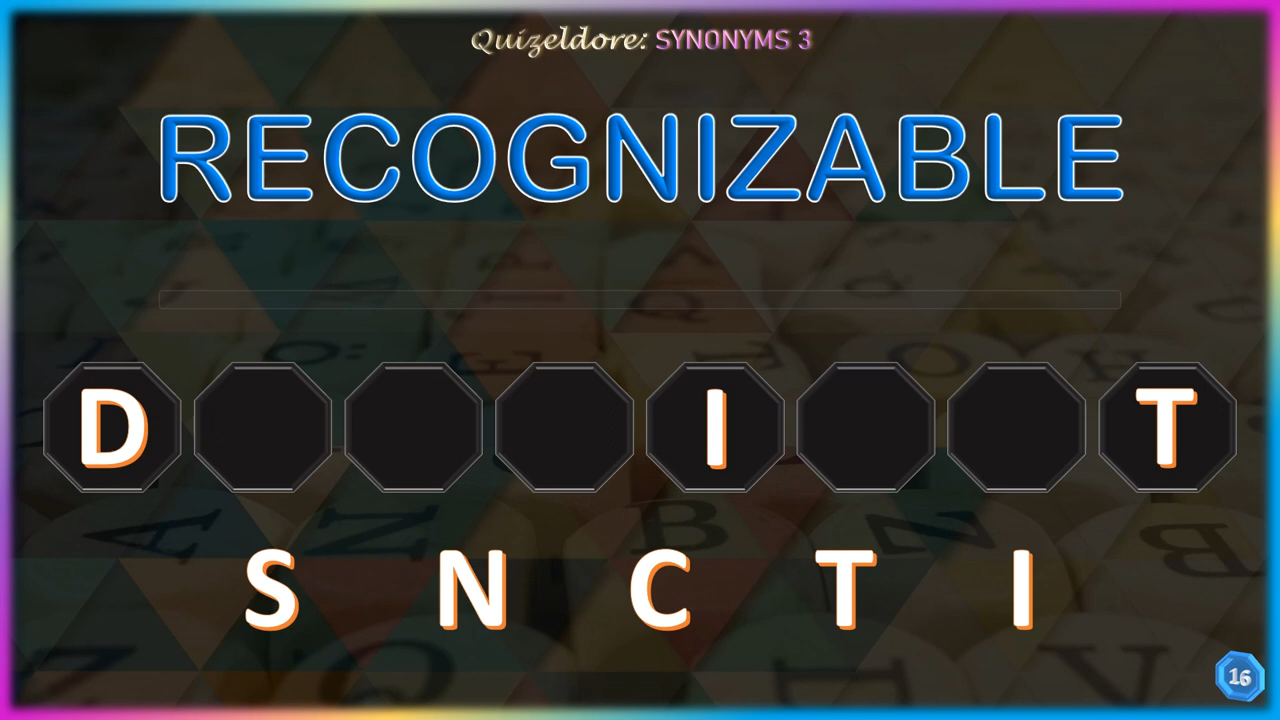 Quizeldore: SYNONYMS 3
RECOGNIZABLE
D I T
S N C T I
16